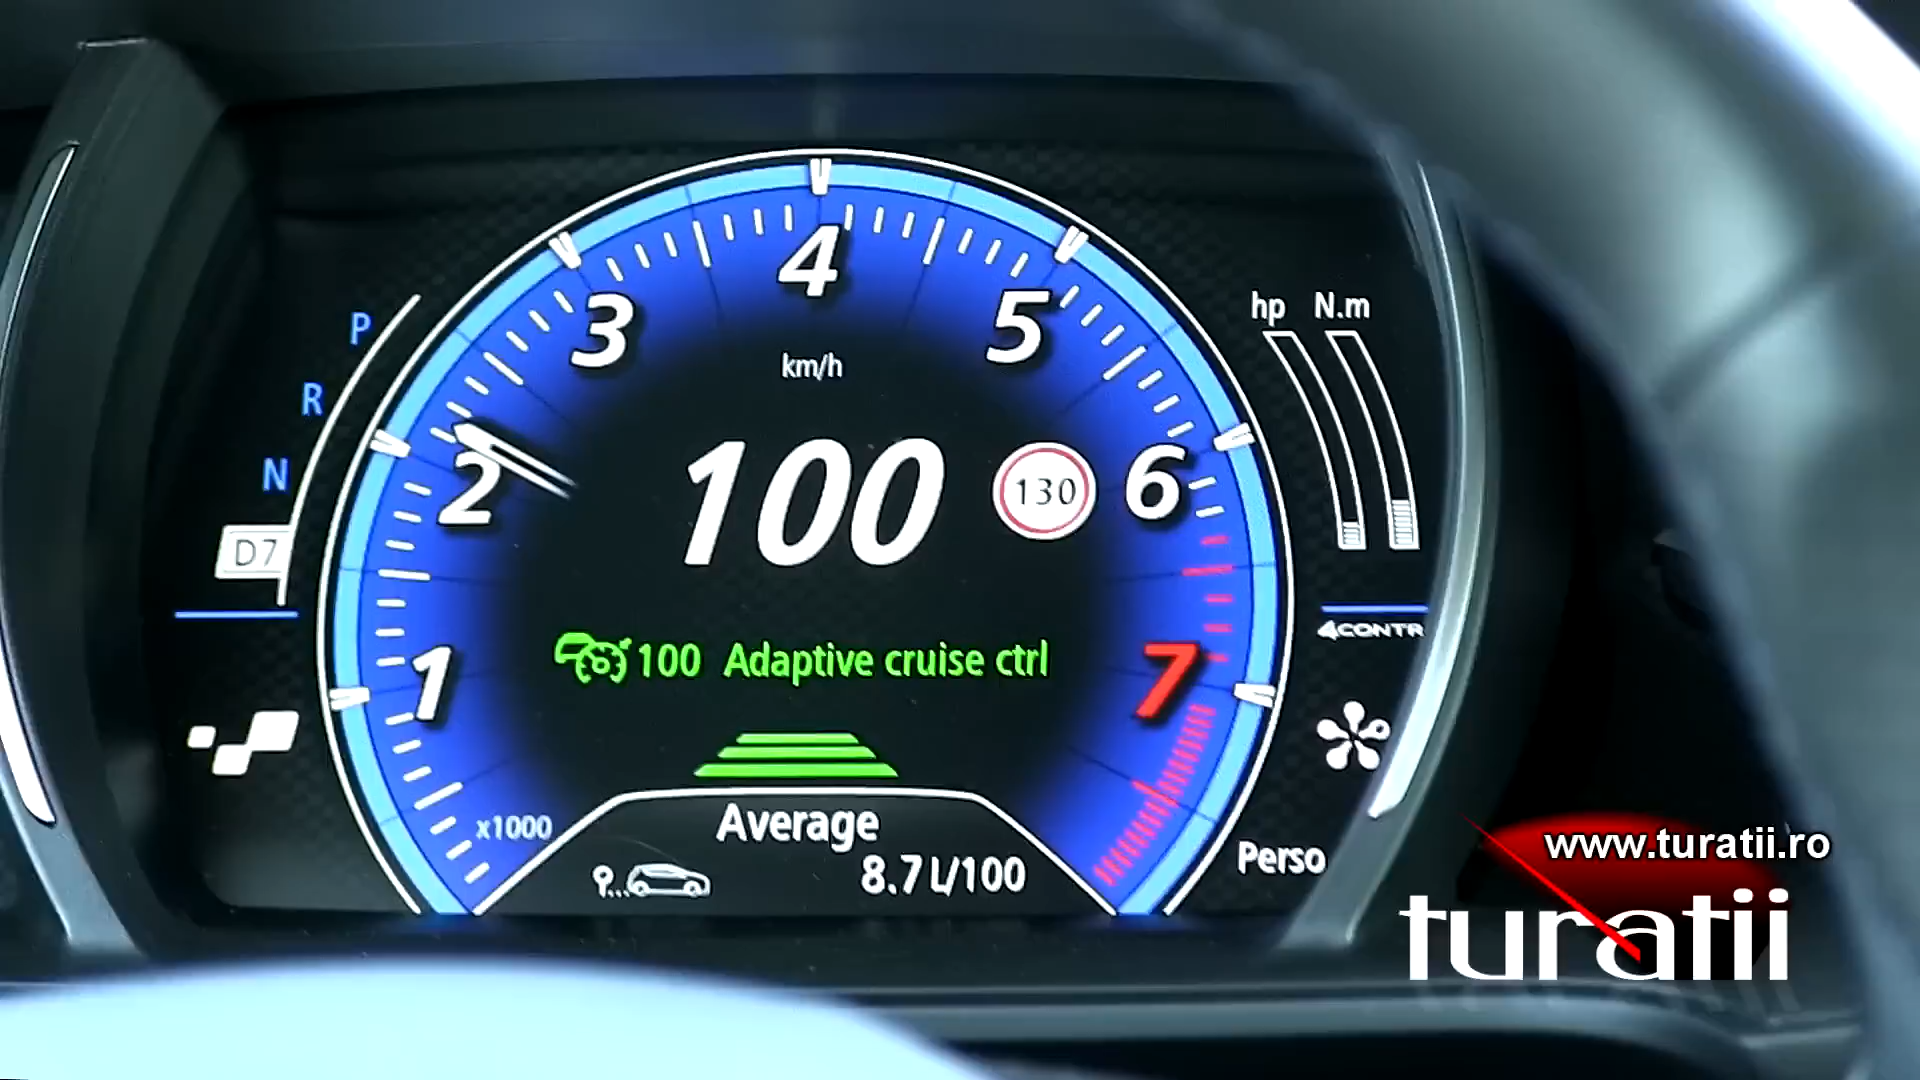 4
3
5
hp N.m
P
km/h
R
2
100
130
6
N
D7
4CONTR
100 Adaptive cruise ctrl
1
7
x1000
Average
8.7 L/100
Perso
www.turatii.ro
turatii